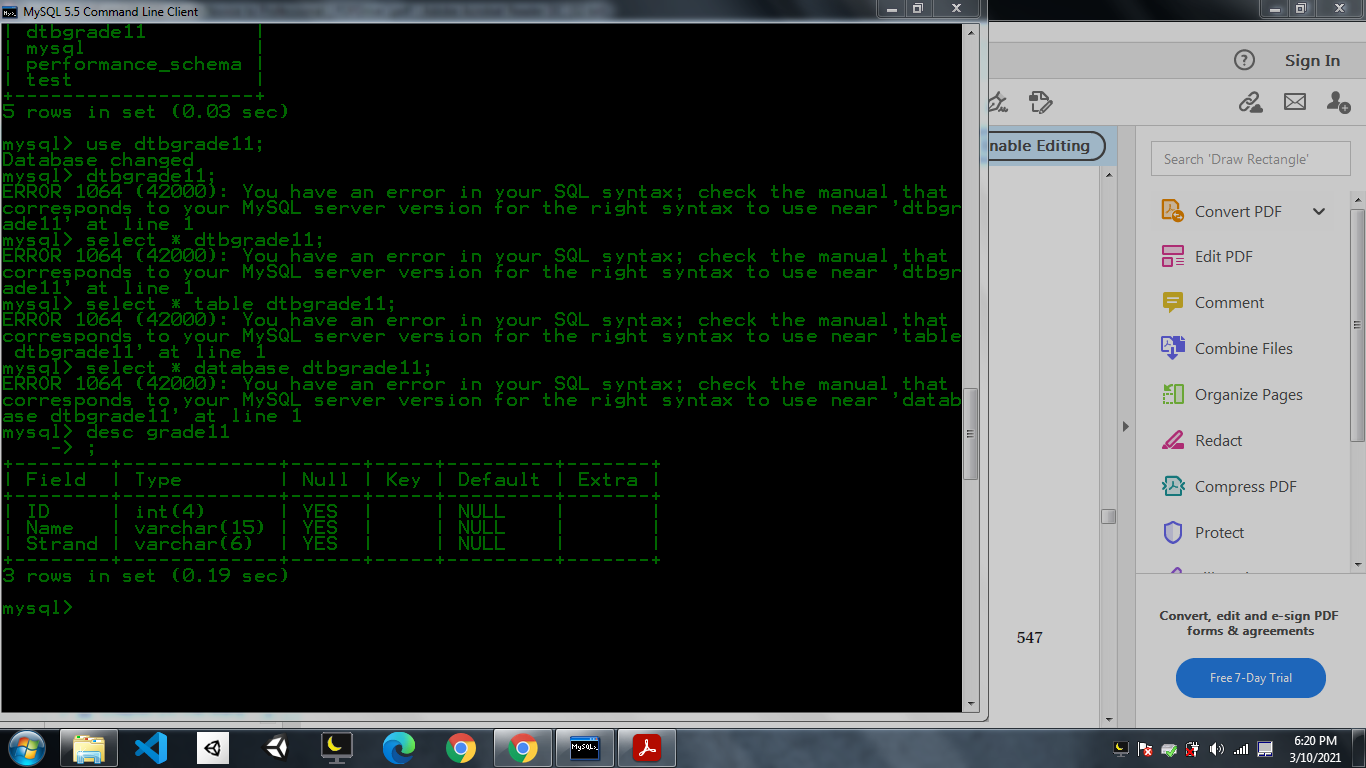 MySQL 5.5 Command Line Client
| dtbgrade11 |
| mysql |
| performance_schema |
| test |
+--------------------+
5 rows in set (0.03 sec)
mysql> use dtbgrade11;
Database changed
mysql> dtbgrade11;
ERROR 1064 (42000): You have an error in your SQL syntax; check the manual that
corresponds to your MySQL server version for the right syntax to use near 'dtbgr
ade11' at line 1
mysql> select * dtbgrade11;
ERROR 1064 (42000): You have an error in your SQL syntax; check the manual that
corresponds to your MySQL server version for the right syntax to use near 'dtbgr
ade11' at line 1
mysql> select * table dtbgrade11;
ERROR 1064 (42000): You have an error in your SQL syntax; check the manual that
corresponds to your MySQL server version for the right syntax to use near 'table
 dtbgrade11' at line 1
mysql> select * database dtbgrade11;
ERROR 1064 (42000): You have an error in your SQL syntax; check the manual that
corresponds to your MySQL server version for the right syntax to use near 'datab
ase dtbgrade11' at line 1
mysql> desc grade11
    -> ;
+--------+-------------+------+-----+---------+-------+
| Field  | Type        | Null | Key | Default | Extra |
+--------+-------------+------+-----+---------+-------+
| ID     | int(4)      | YES  |     | NULL    |       |
| Name   | varchar(15) | YES  |     | NULL    |       |
| Strand | varchar(6)  | YES  |     | NULL    |       |
+--------+-------------+------+-----+---------+-------+
3 rows in set (0.19 sec)
mysql>
Sign In
nable Editing
Search 'Draw Rectangle'
Convert PDF
Edit PDF
Comment
Combine Files
Organize Pages
Redact
Compress PDF
Protect
547
Convert, edit and e-sign PDF
forms & agreements
Free 7-Day Trial
MySQL>
6:20 PM
3/10/2021